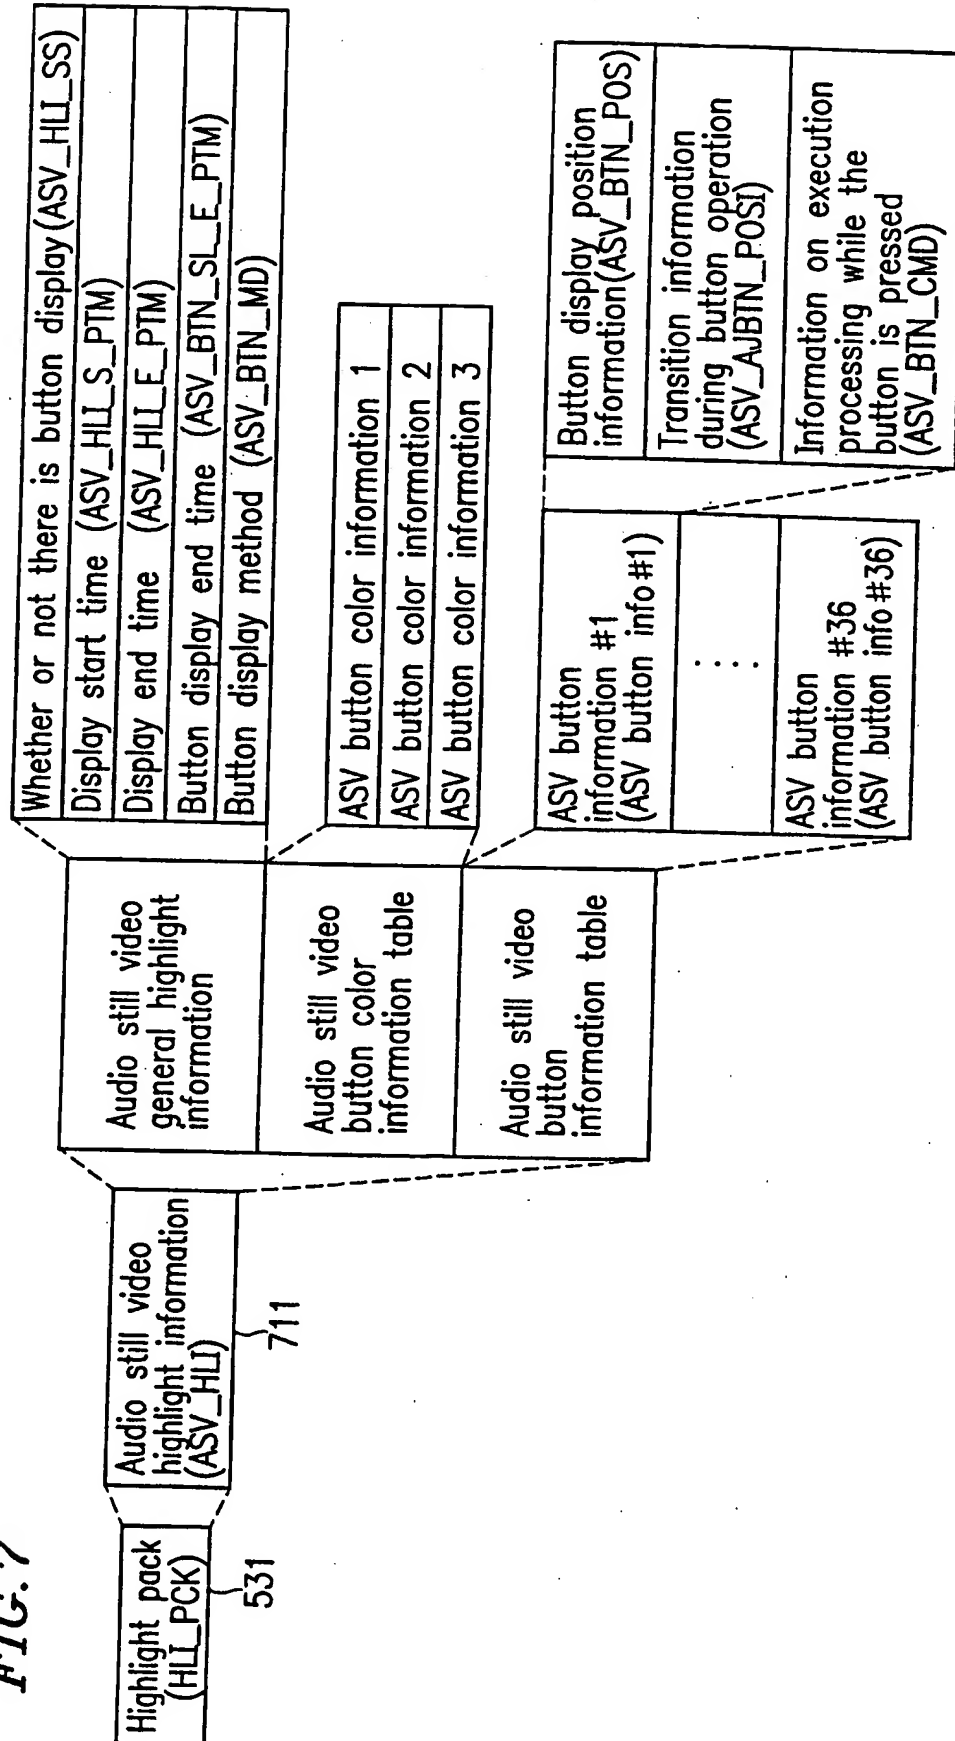 FIG. 7
Highlight pack
(HLI_PCK)
531
Audio still video
highlight information
(ASV_HLI)
711
Audio still video
general highlight
information
Audio still video
button color
information table
Audio still video
button
information table
Whether or not there is button display(ASV_HLI_SS)
Display start time (ASV_HLI_S_PTM)
Display end time (ASV_HLI_E_PTM)
Button display end time (ASV_BTN_SL_E_PTM)
Button display method (ASV_BTN_MD)
ASV button color information 1
ASV button color information 2
ASV button color information 3
ASV button
information #1
(ASV button info#1)
ASV button
information #36
(ASV button info#36)
Button display position
information(ASV_BTN_POS)
Transition information
during button operation
(ASV_AJBTN_POSI)
Information on execution
processing while the
button is pressed
(ASV_BTN_CMD)